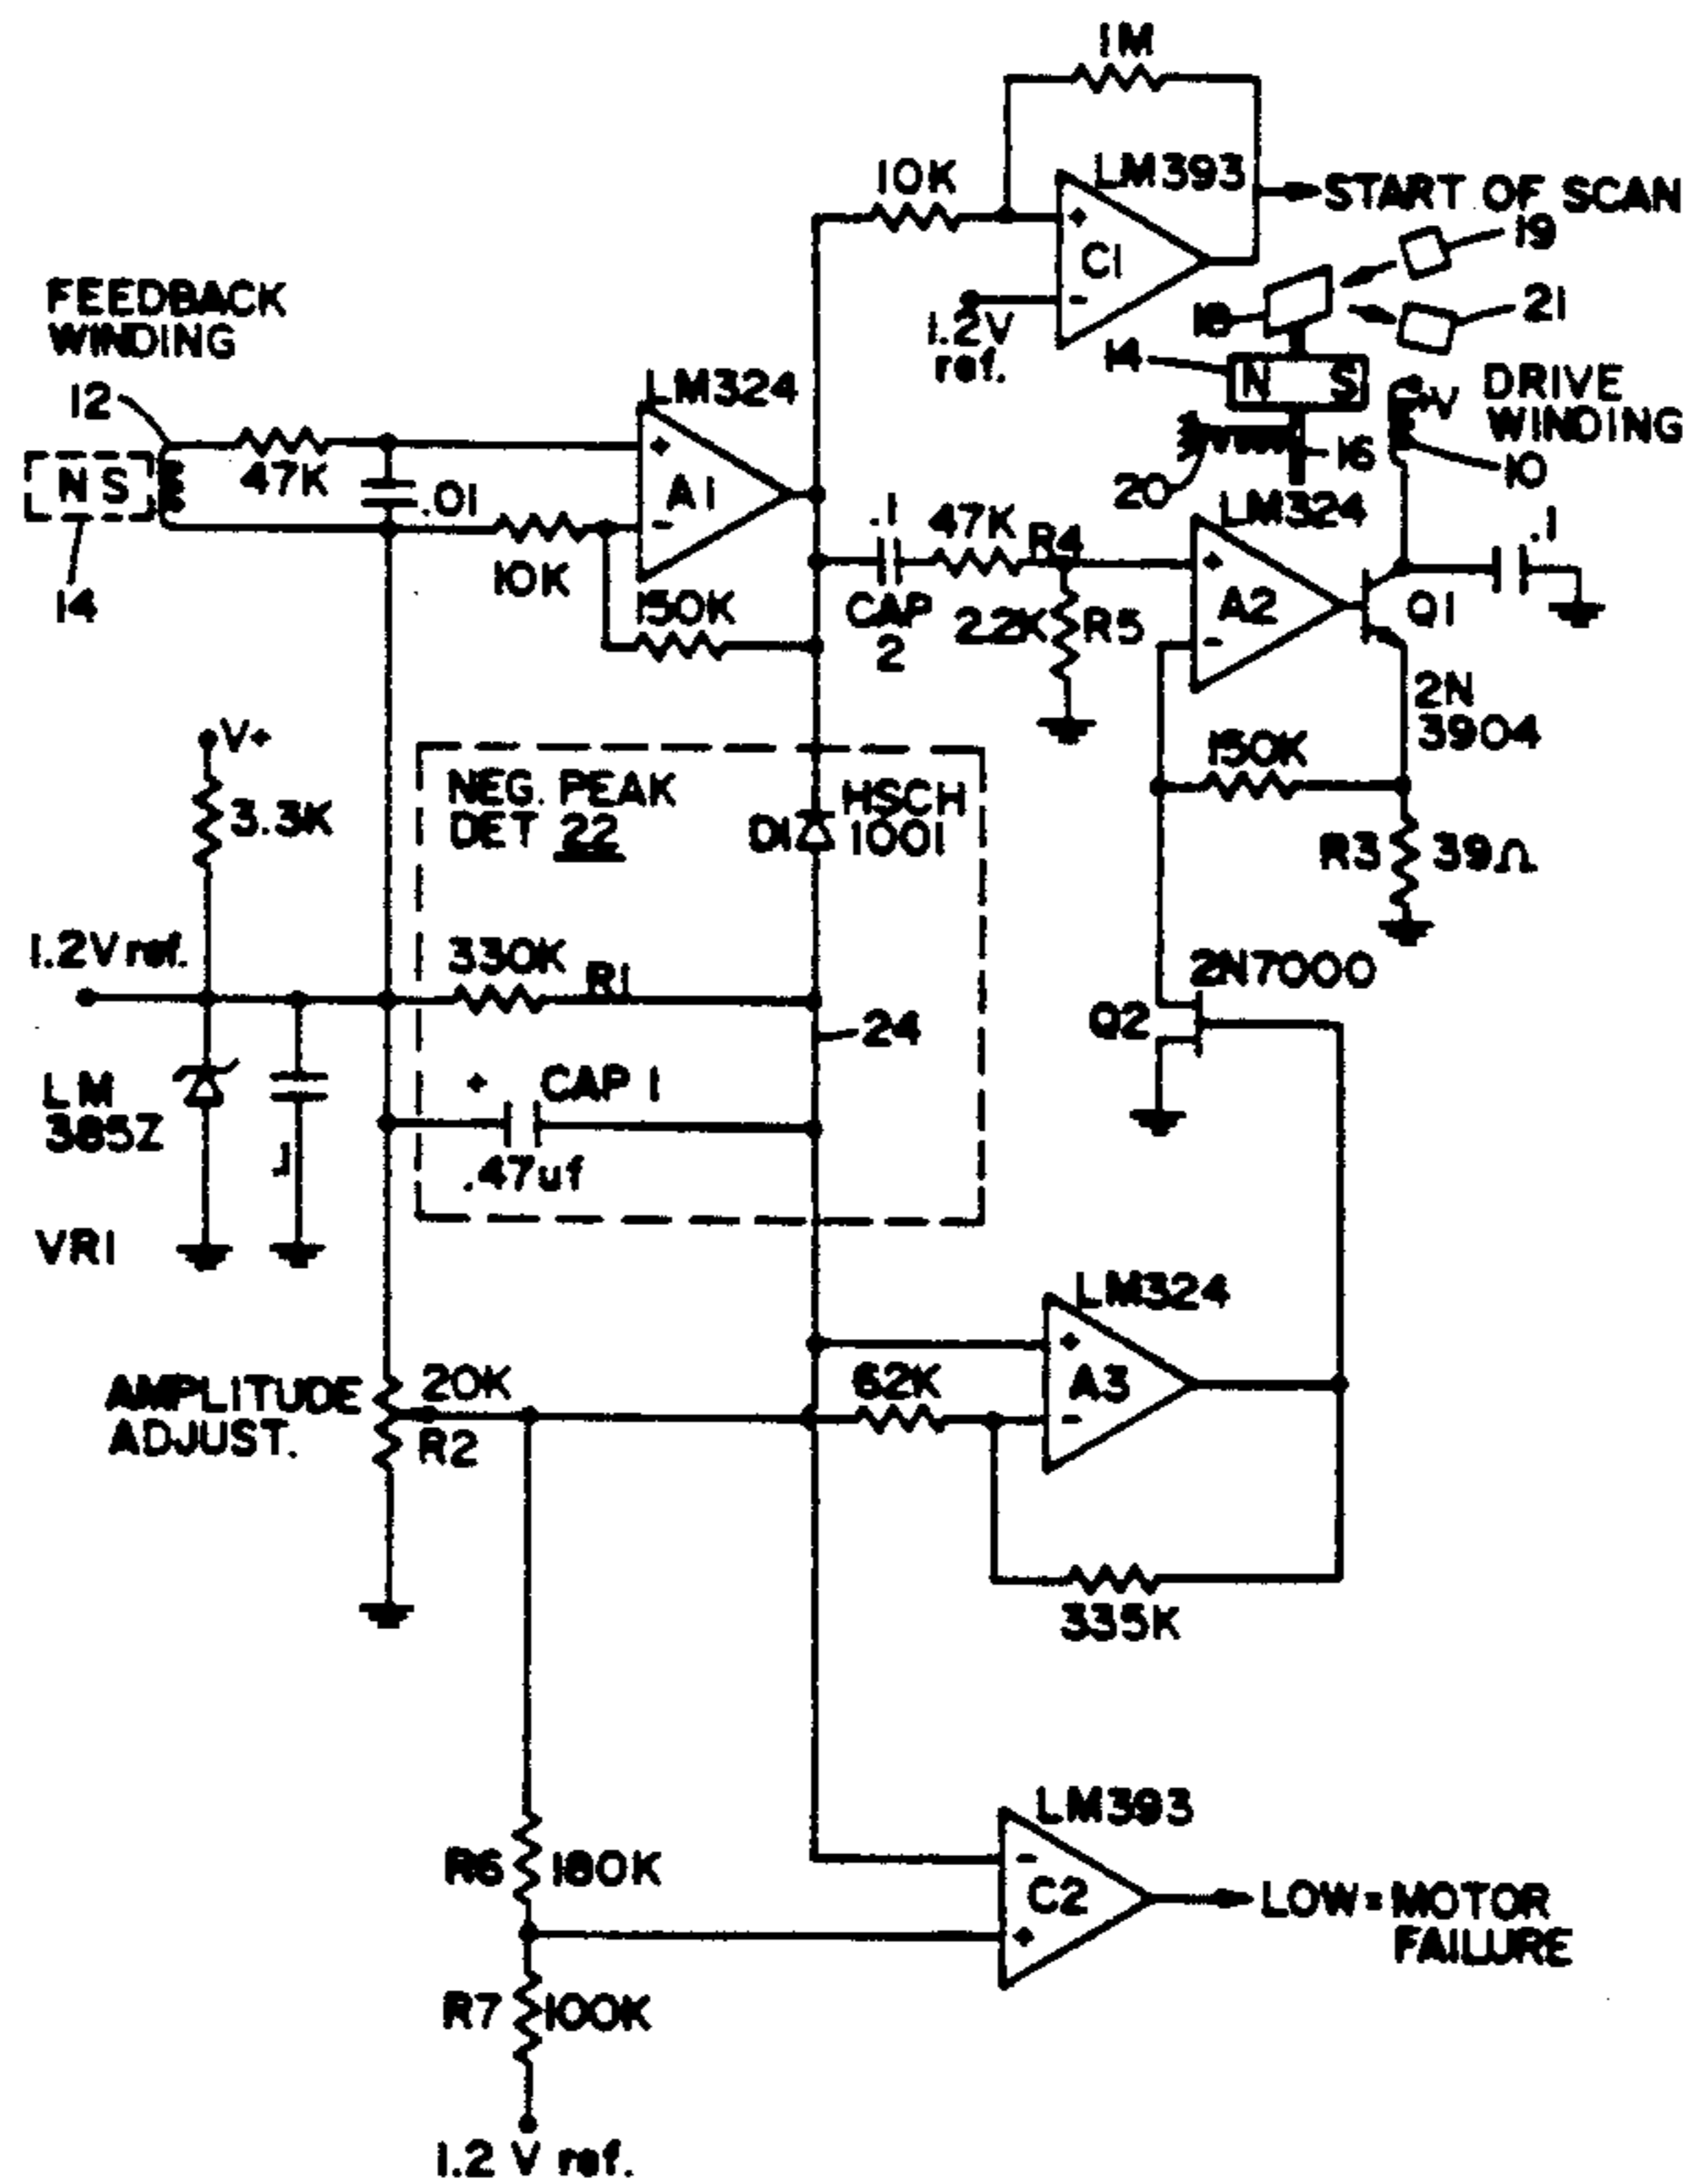 1M
10K
LM393
+
C1
-
START OF SCAN
19
1.2V
ref.
18
21
14
N S
V
DRIVE
WINDING
16
20
10
FEEDBACK
WINDING
12
N S
14
47K
.01
LM324
+
A1
-
10K
150K
.1
47K
R4
CAP
2
22K
R5
LM324
+
A2
-
Q1
.1
2N
3904
150K
R3
39Ω
V+
3.3K
NEG. PEAK
DET 22
D1
HSCH
1001
1.2V ref.
330K
R1
24
2N7000
Q2
LM
385Z
.1
+
CAP 1
.47uf
VR1
AMPLITUDE
ADJUST.
20K
R2
LM324
62K
+
A3
-
335K
LM393
R6
180K
-
C2
+
LOW = MOTOR
FAILURE
R7
100K
1.2 V ref.